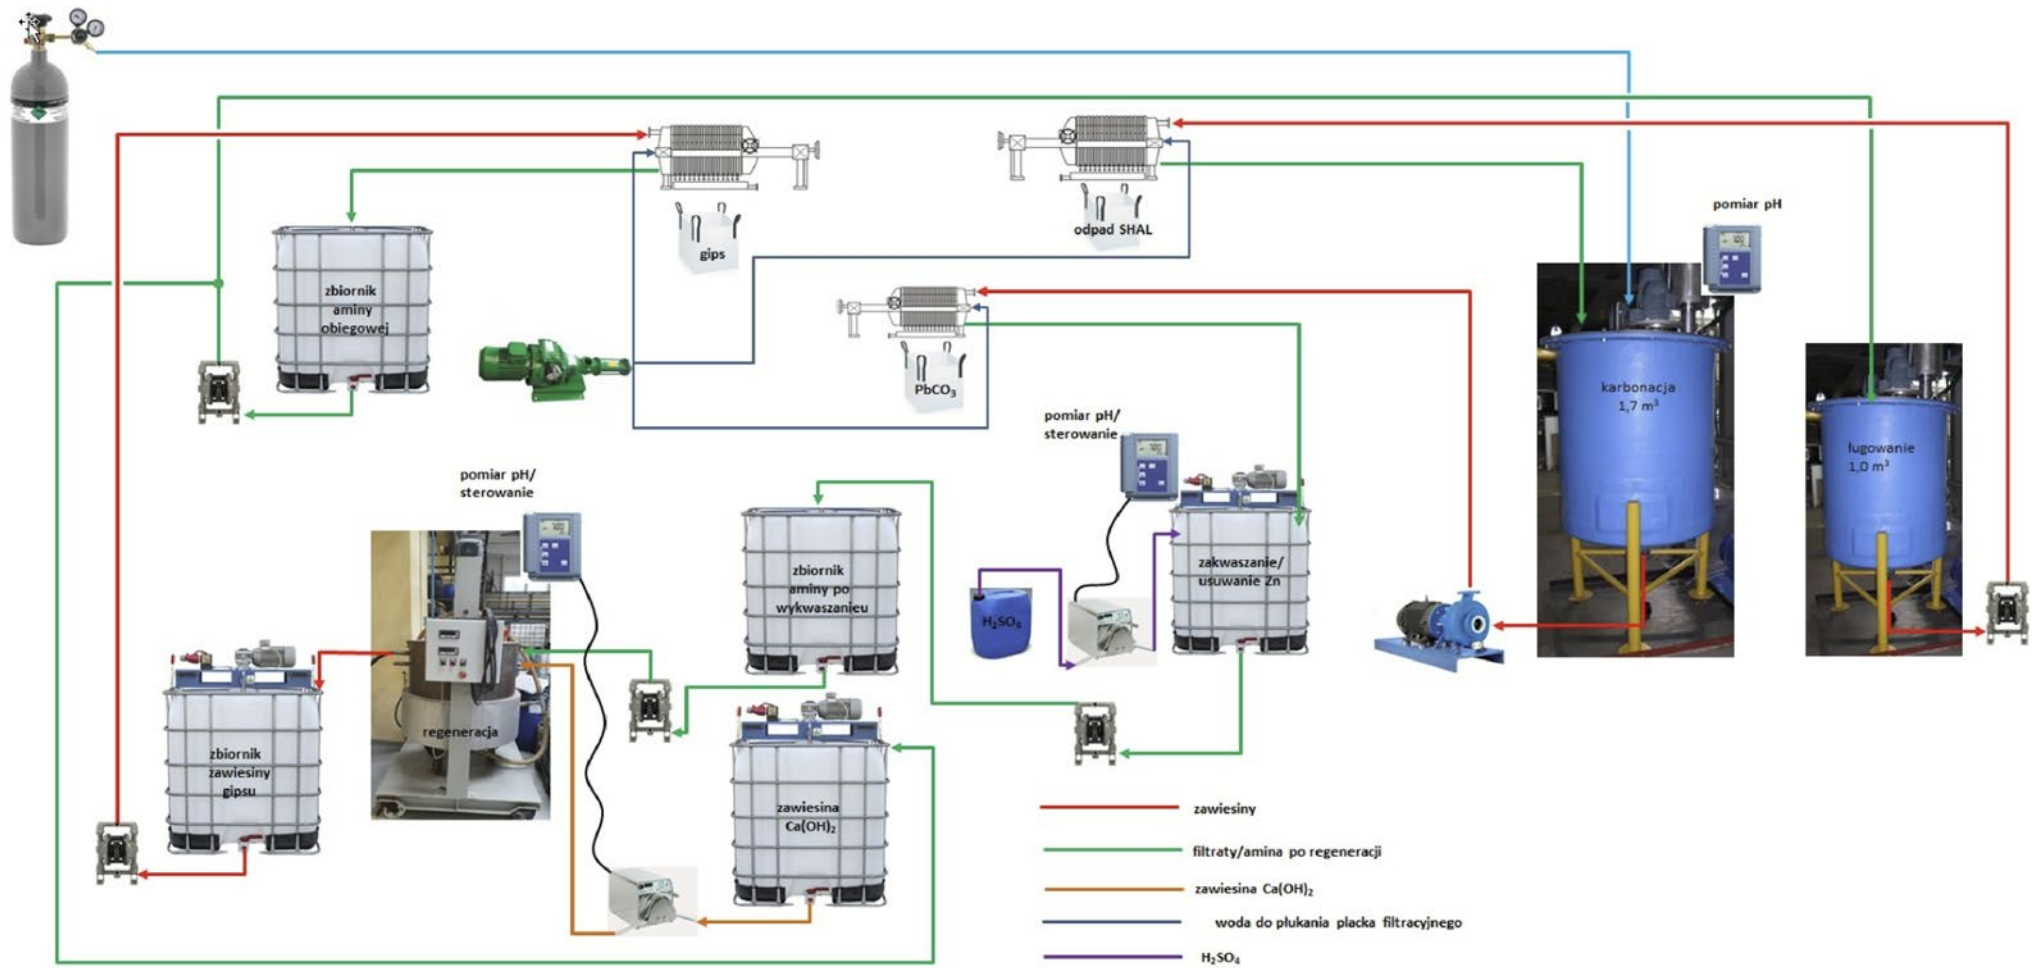 pomiar pH
odpad SHAL
gips
zbiornik
aminy
obiegowej
PbCO₃
karbonacja
1,7 m³
pomiar pH/
sterowanie
ługowanie
1,0 m³
pomiar pH/
sterowanie
zbiornik
aminy po
wykwaszanieu
zakwaszanie/
usuwanie Zn
H₂SO₄
regeneracja
zbiornik
zawiesiny
gipsu
zawiesina
Ca(OH)₂
zawiesiny
filtraty/amina po regeneracji
zawiesina Ca(OH)₂
woda do płukania placka filtracyjnego
H₂SO₄